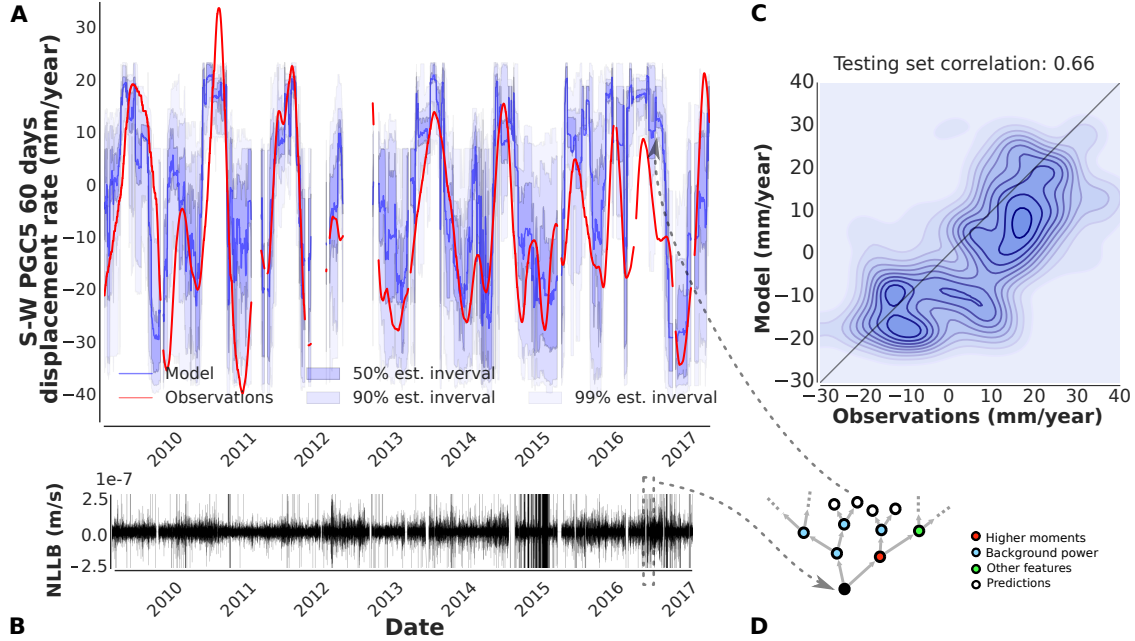 A
S-W PGC5 60 days
displacement rate (mm/year)
30
20
10
0
−10
−20
−30
−40
Model
Observations
50% est. inverval
90% est. inverval
99% est. inverval
2010
2011
2012
2013
2014
2015
2016
2017
1e-7
NLLB (m/s)
2.5
0.0
−2.5
2010
2011
2012
2013
2014
2015
2016
2017
Date
B
C
Testing set correlation: 0.66
Model (mm/year)
40
30
20
10
0
−10
−20
−30
−30
−20
−10
0
10
20
30
40
Observations (mm/year)
Higher moments
Background power
Other features
Predictions
D